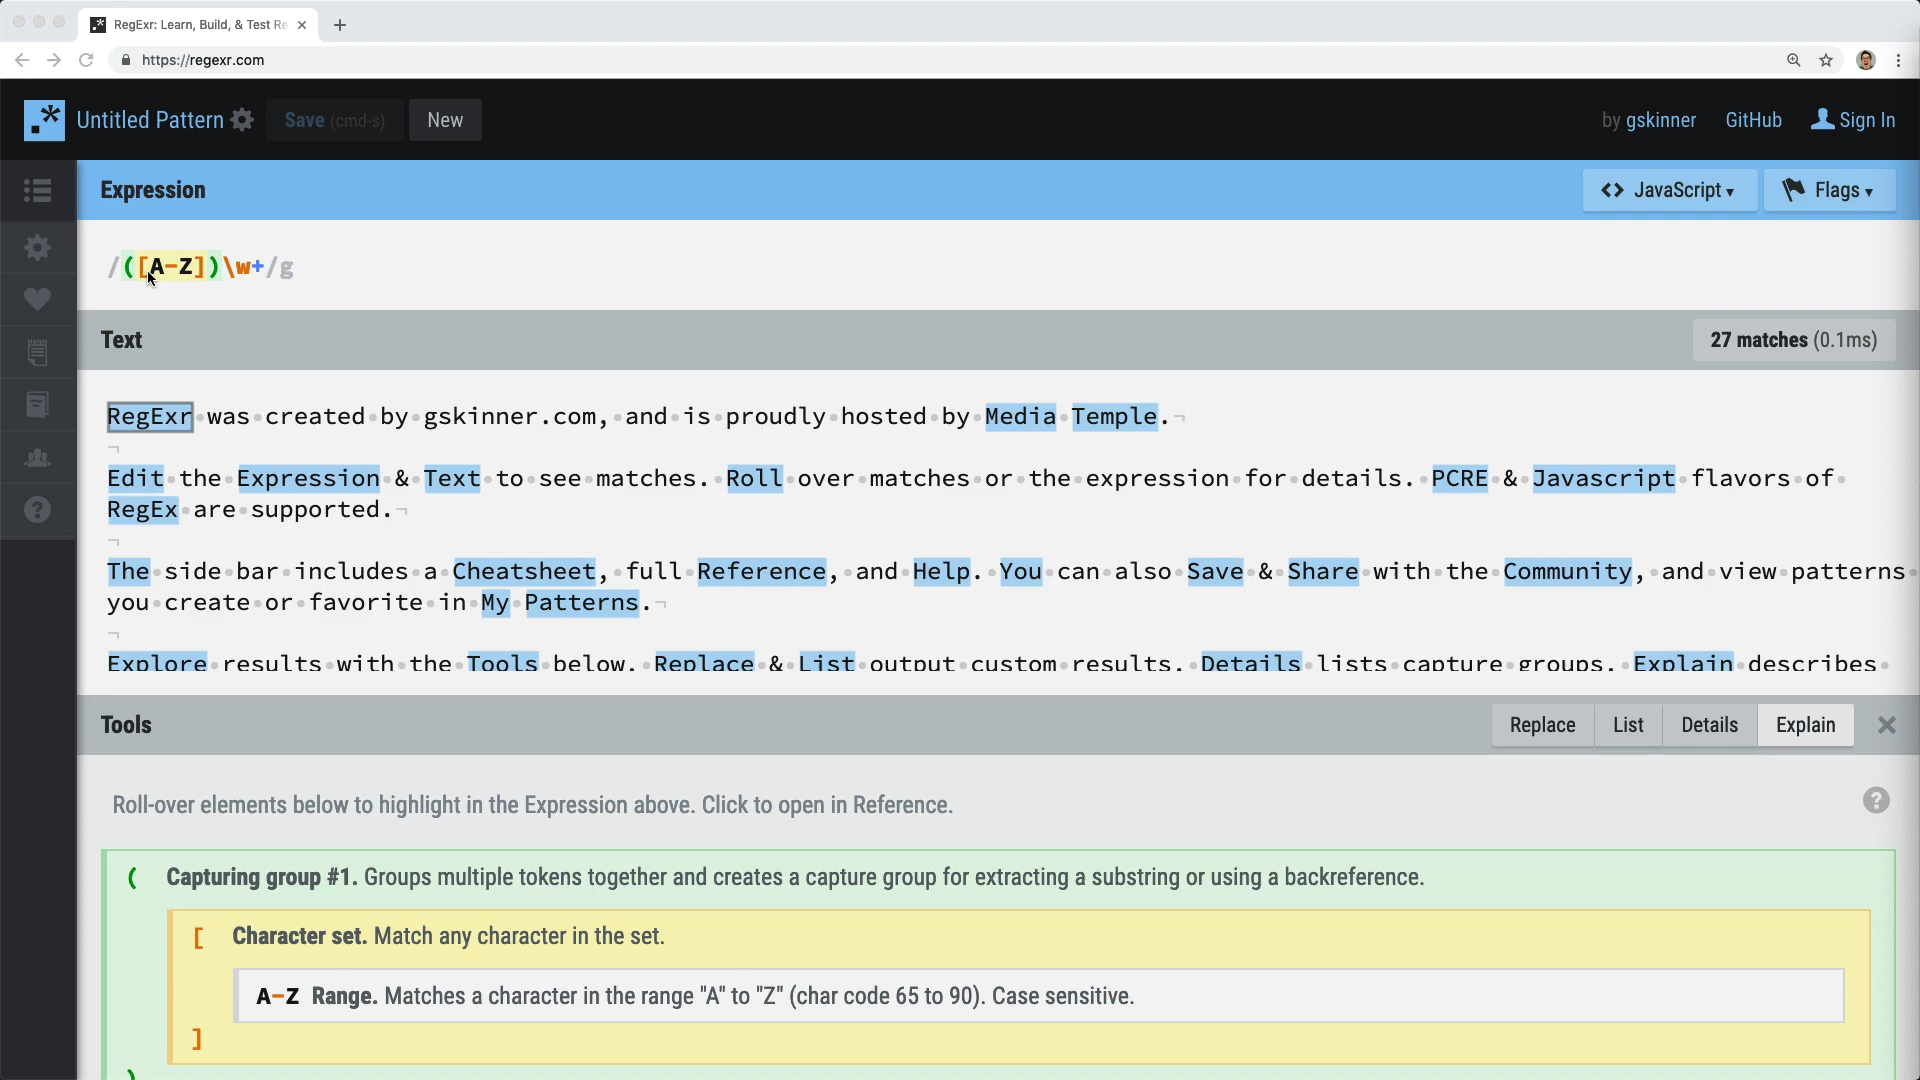 RegExr: Learn, Build, & Test Re
https://regexr.com
.* Untitled Pattern Save (cmd-s) New by gskinner GitHub Sign In
Expression JavaScript Flags
/([A-Z])\w+/g
Text 27 matches (0.1ms)
RegExr was created by gskinner.com, and is proudly hosted by Media Temple.
Edit the Expression & Text to see matches. Roll over matches or the expression for details. PCRE & Javascript flavors of
RegEx are supported.
The side bar includes a Cheatsheet, full Reference, and Help. You can also Save & Share with the Community, and view patterns
you create or favorite in My Patterns.
Explore results with the Tools below. Replace & List output custom results. Details lists capture groups. Explain describes
Tools Replace List Details Explain
Roll-over elements below to highlight in the Expression above. Click to open in Reference. ?
( Capturing group #1. Groups multiple tokens together and creates a capture group for extracting a substring or using a backreference.
[ Character set. Match any character in the set.
A-Z Range. Matches a character in the range "A" to "Z" (char code 65 to 90). Case sensitive.
]
)